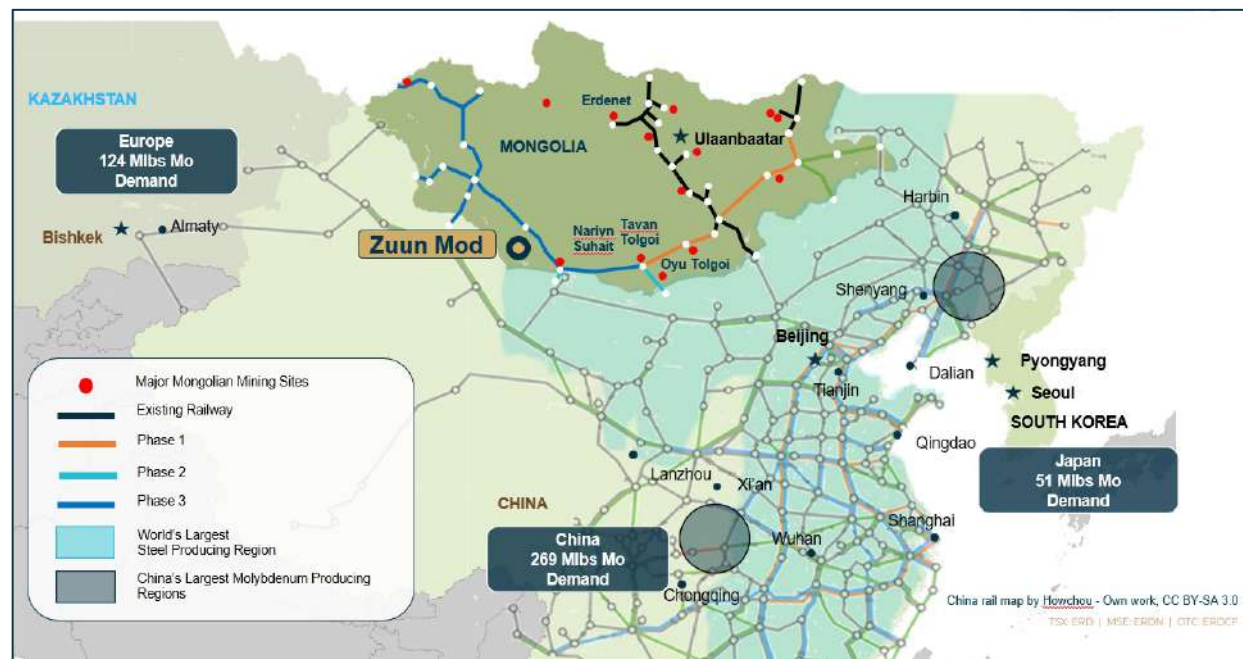 KAZAKHSTAN
Europe
124 Mlbs Mo
Demand
Bishkek
Almaty
Erdenet
MONGOLIA
Ulaanbaatar
Zuun Mod
Nariyn
Suhait
Tavan
Tolgoi
Oyu Tolgoi
Harbin
Shenyang
Beijing
Tianjin
Dalian
Pyongyang
Seoul
SOUTH KOREA
Qingdao
Japan
51 Mlbs Mo
Demand
Major Mongolian Mining Sites
Existing Railway
Phase 1
Phase 2
Phase 3
World's Largest
Steel Producing Region
China's Largest Molybdenum Producing
Regions
Lanzhou
Xi'an
CHINA
China
269 Mlbs Mo
Demand
Wuhan
Shanghai
Chongqing
China rail map by Howchou - Own work, CC BY-SA 3.0
TSX: ERD | MSE: ERDN | OTC: ERDCF